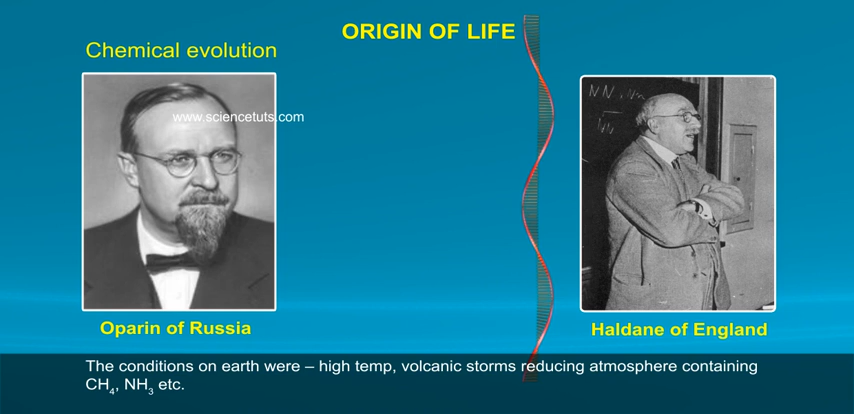 ORIGIN OF LIFE
Chemical evolution
www.sciencetuts.com
Oparin of Russia
Haldane of England
The conditions on earth were – high temp, volcanic storms reducing atmosphere containing
CH₄, NH₃ etc.